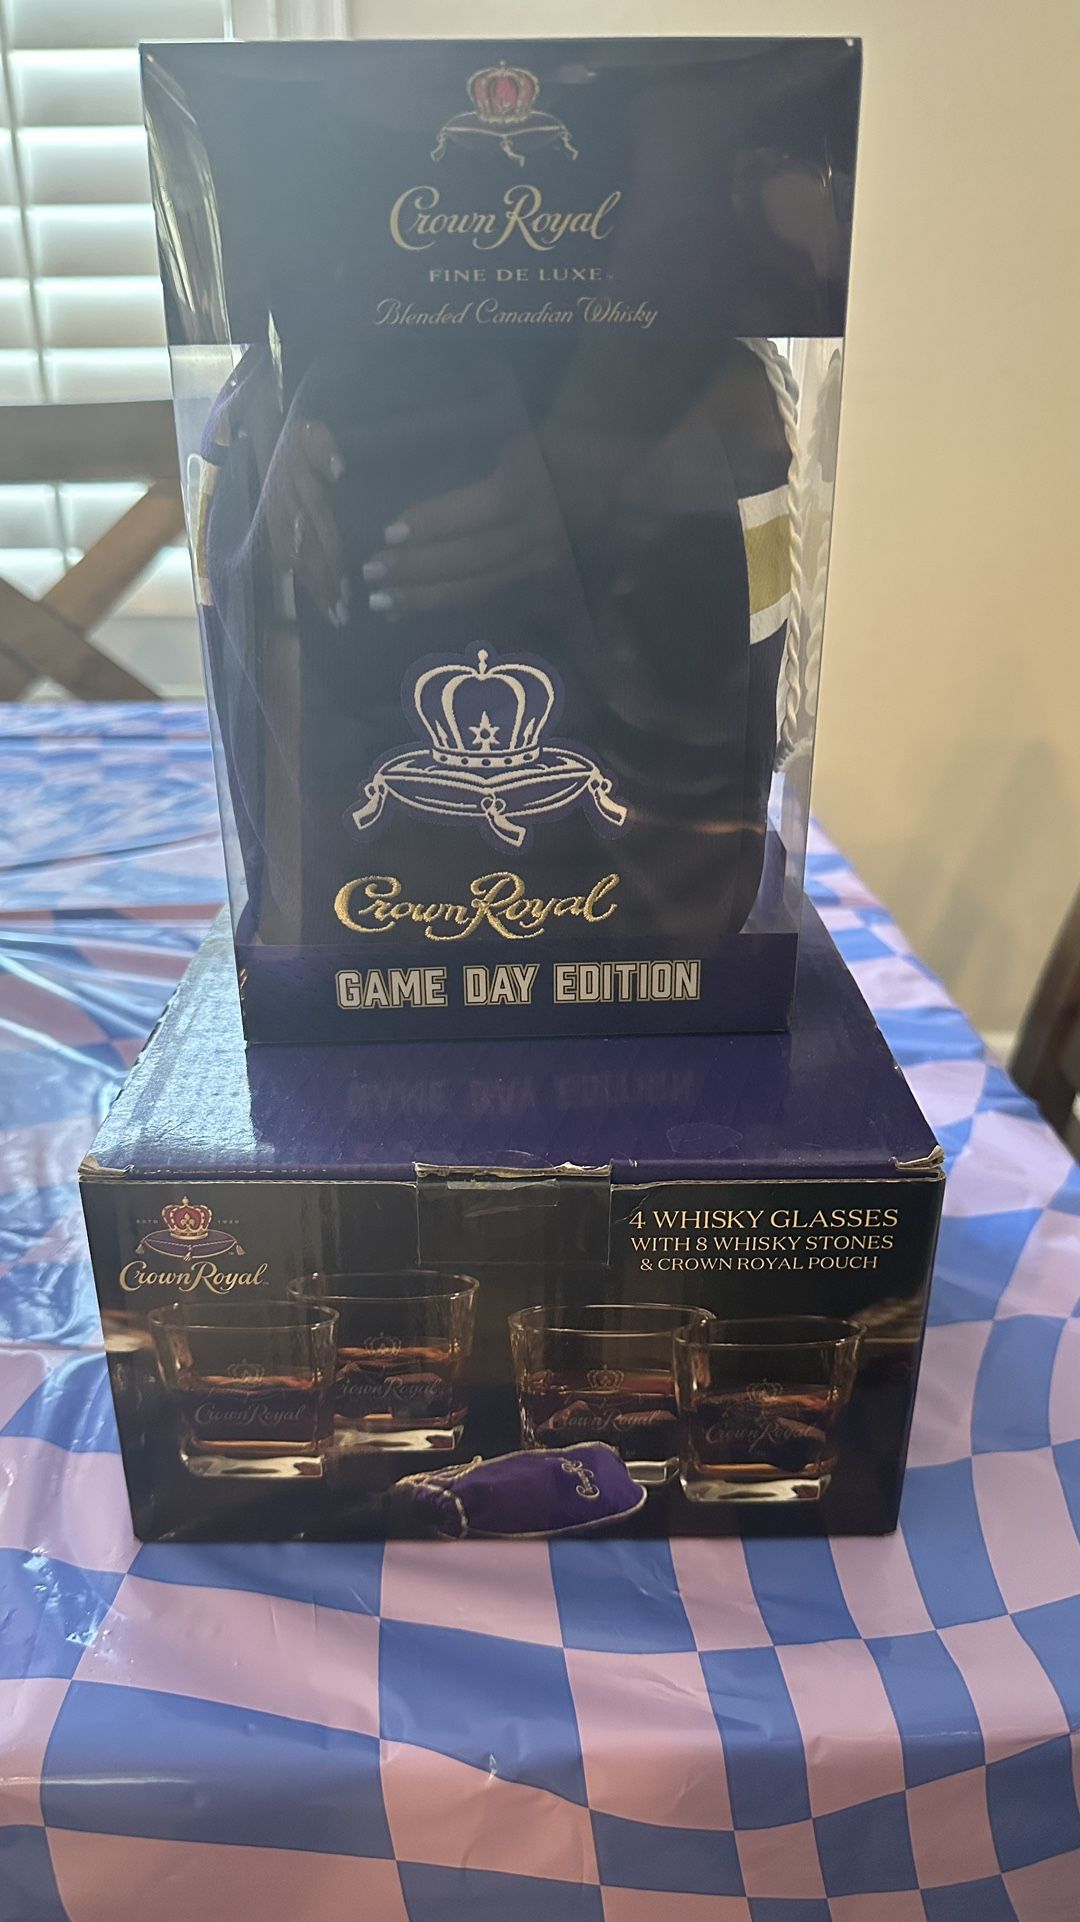 Crown Royal
FINE DE LUXE
Blended Canadian Whisky
Crown Royal
GAME DAY EDITION
Crown Royal
4 WHISKY GLASSES
WITH 8 WHISKY STONES
& CROWN ROYAL POUCH
Crown Royal
Crown Royal
Crown Royal
Crown Royal